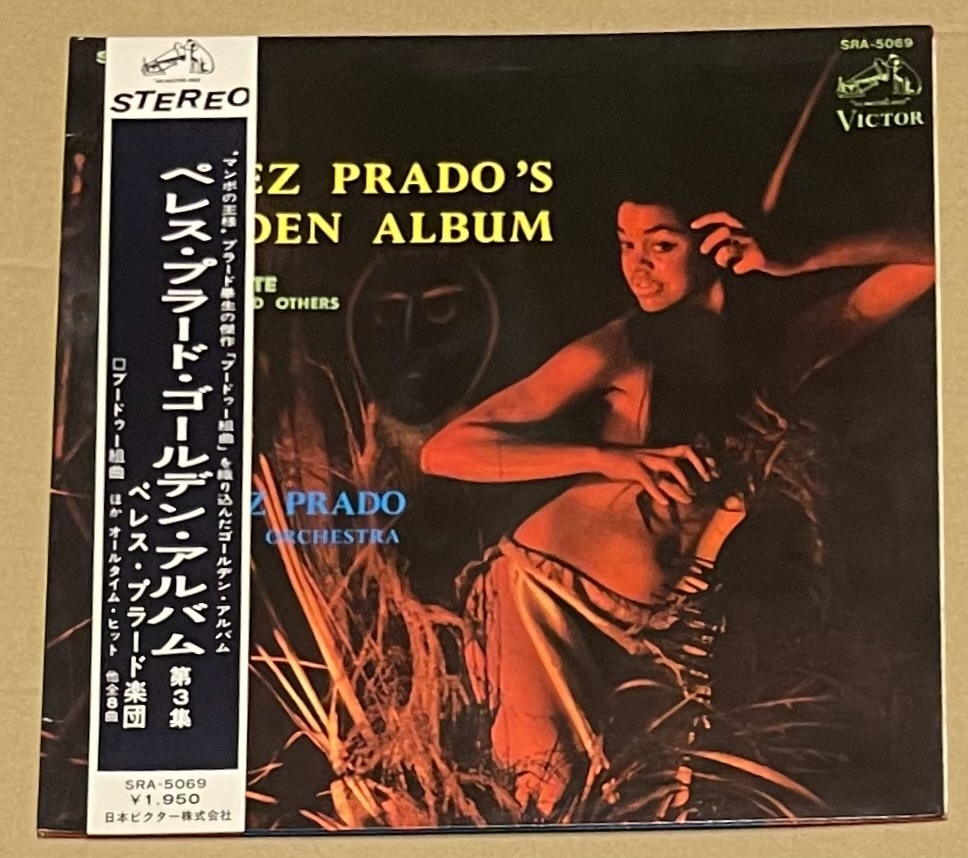 STEREO
“マンボの王様” プラード畢生の傑作「ブードゥー組曲」を織り込んだゴールデン・アルバム
ペレス・プラード・ゴールデン・アルバム 第3集
ペレス・プラード楽団
□ブードゥー組曲 ほか オールタイム・ヒット 他全8曲
SRA-5069
¥1,950
日本ビクター株式会社
EZ PRADO'S
DEN ALBUM
TE
D OTHERS
Z PRADO
ORCHESTRA
SRA-5069
VICTOR